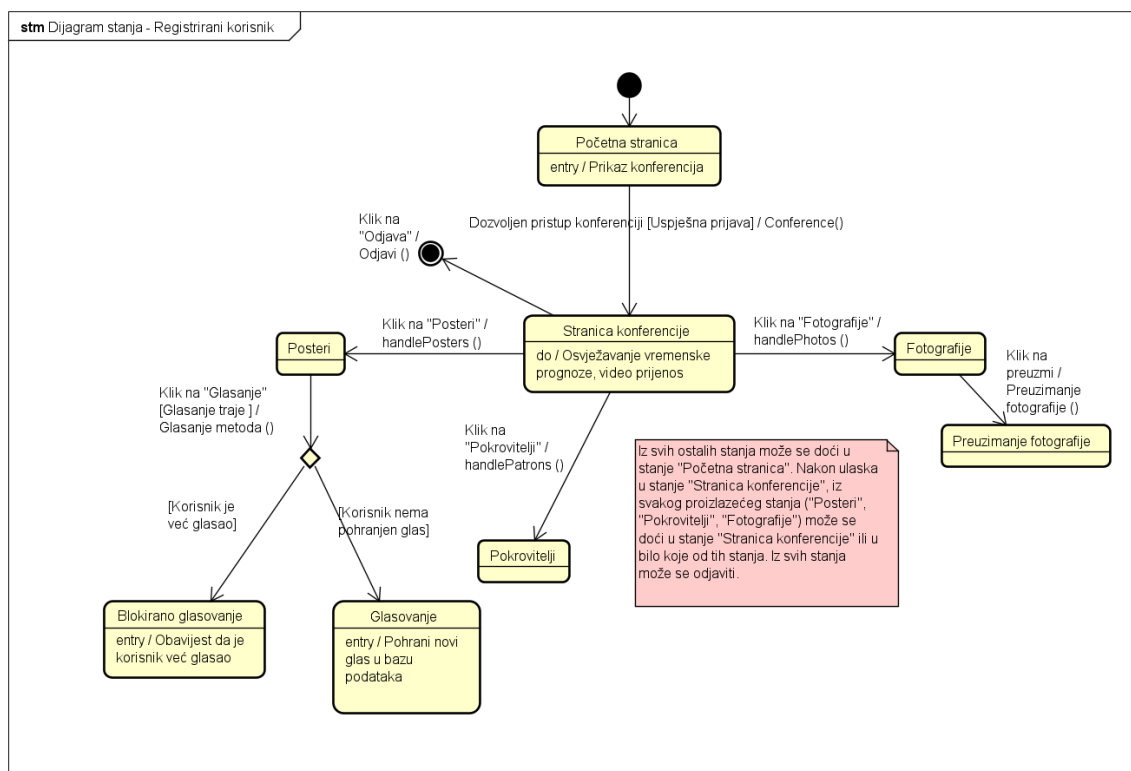 stm Dijagram stanja - Registrirani korisnik
Početna stranica
entry / Prikaz konferencija
Dozvoljen pristup konferenciji [Uspješna prijava] / Conference()
Klik na
"Odjava" /
Odjavi ()
Stranica konferencije
do / Osvježavanje vremenske
prognoze, video prijenos
Klik na "Posteri" /
handlePosters ()
Posteri
Klik na "Fotografije" /
handlePhotos ()
Fotografije
Klik na
preuzmi /
Preuzimanje
fotografije ()
Preuzimanje fotografije
Klik na "Glasanje"
[Glasanje traje ] /
Glasanje metoda ()
Klik na
"Pokrovitelji" /
handlePatrons ()
Pokrovitelji
[Korisnik je
već glasao]
[Korisnik nema
pohranjen glas]
Blokirano glasovanje
entry / Obavijest da je
korisnik već glasao
Glasovanje
entry / Pohrani novi
glas u bazu
podataka
Iz svih ostalih stanja može se doći u
stanje "Početna stranica". Nakon ulaska
u stanje "Stranica konferencije", iz
svakog proizlazećeg stanja ("Posteri",
"Pokrovitelji", "Fotografije") može se
doći u stanje "Stranica konferencije" ili u
bilo koje od tih stanja. Iz svih stanja
može se odjaviti.